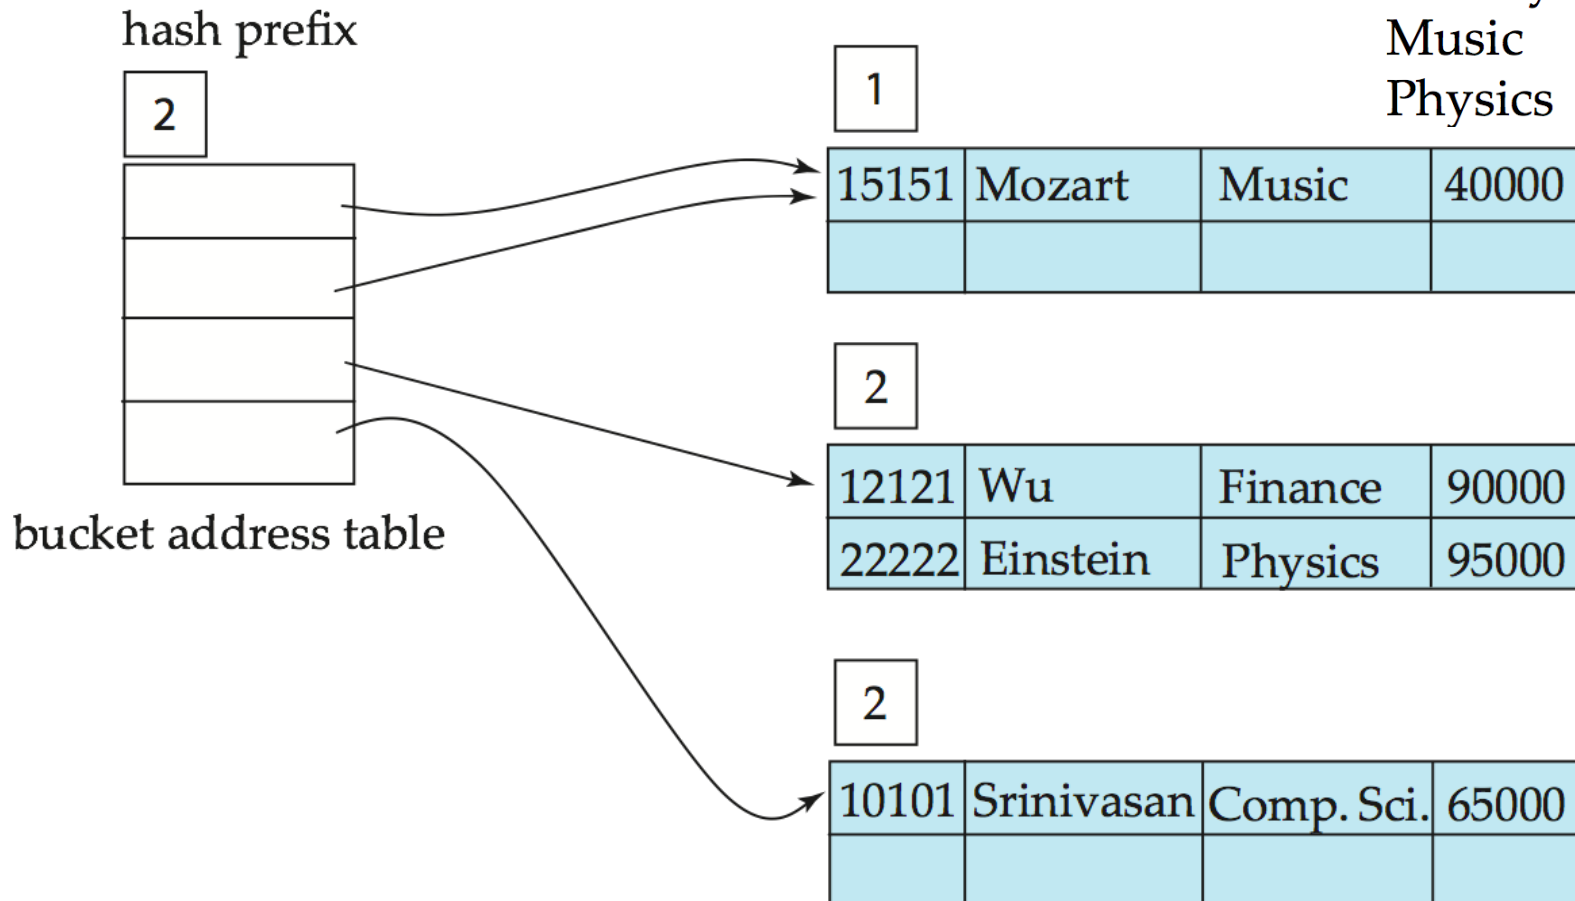 hash prefix
2
bucket address table
Music
Physics
1
15151 Mozart Music 40000
2
12121 Wu Finance 90000
22222 Einstein Physics 95000
2
10101 Srinivasan Comp. Sci. 65000